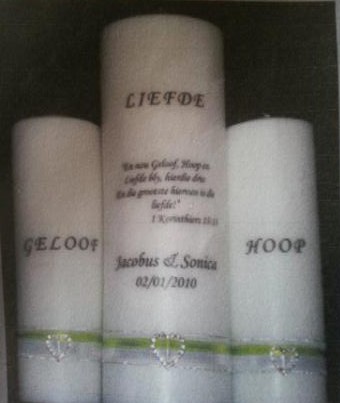 LIEFDE
"En nou Geloof, Hoop en
Liefde bly, hierdie drie
En die grootste hiervan is die
liefde!"
1 Korinthiers 13:13
Jacobus & Sonica
02/01/2010
GELOOF
HOOP